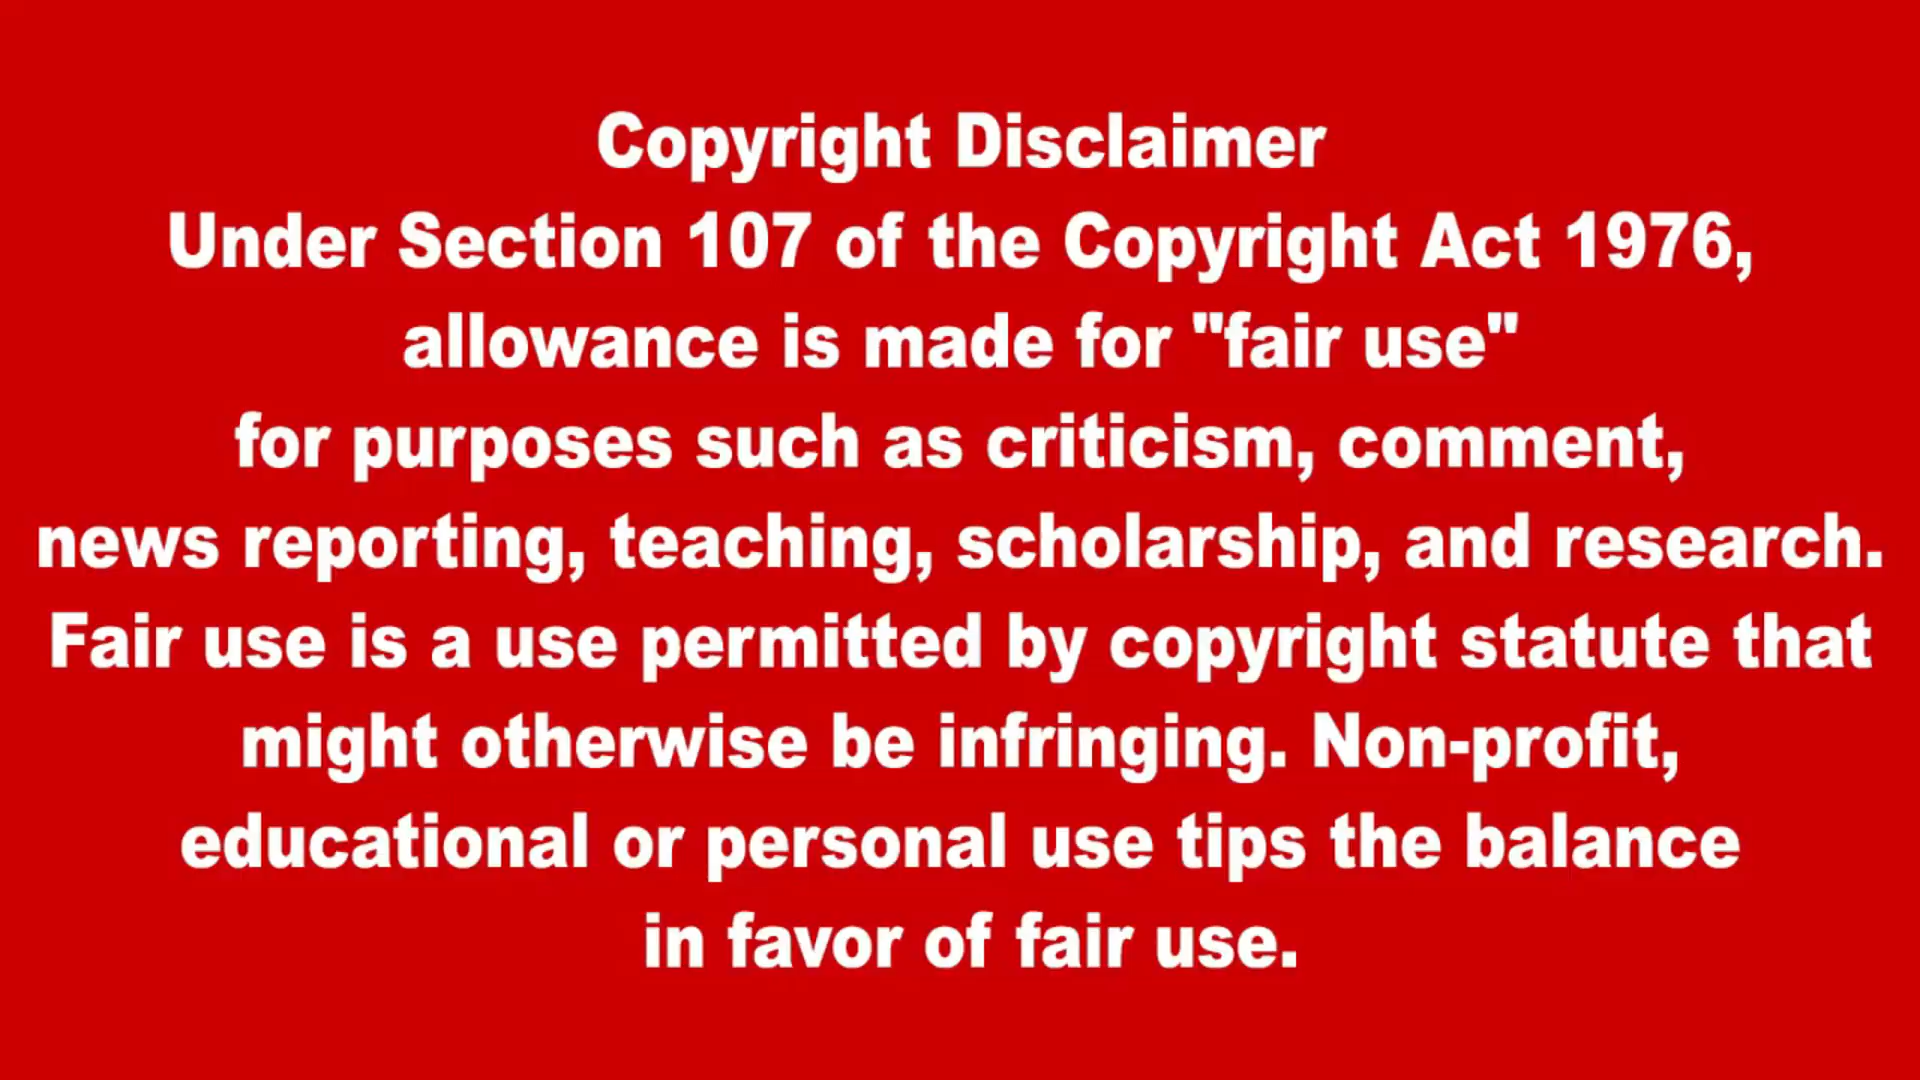 Copyright Disclaimer
Under Section 107 of the Copyright Act 1976,
allowance is made for "fair use"
for purposes such as criticism, comment,
news reporting, teaching, scholarship, and research.
Fair use is a use permitted by copyright statute that
might otherwise be infringing. Non-profit,
educational or personal use tips the balance
in favor of fair use.